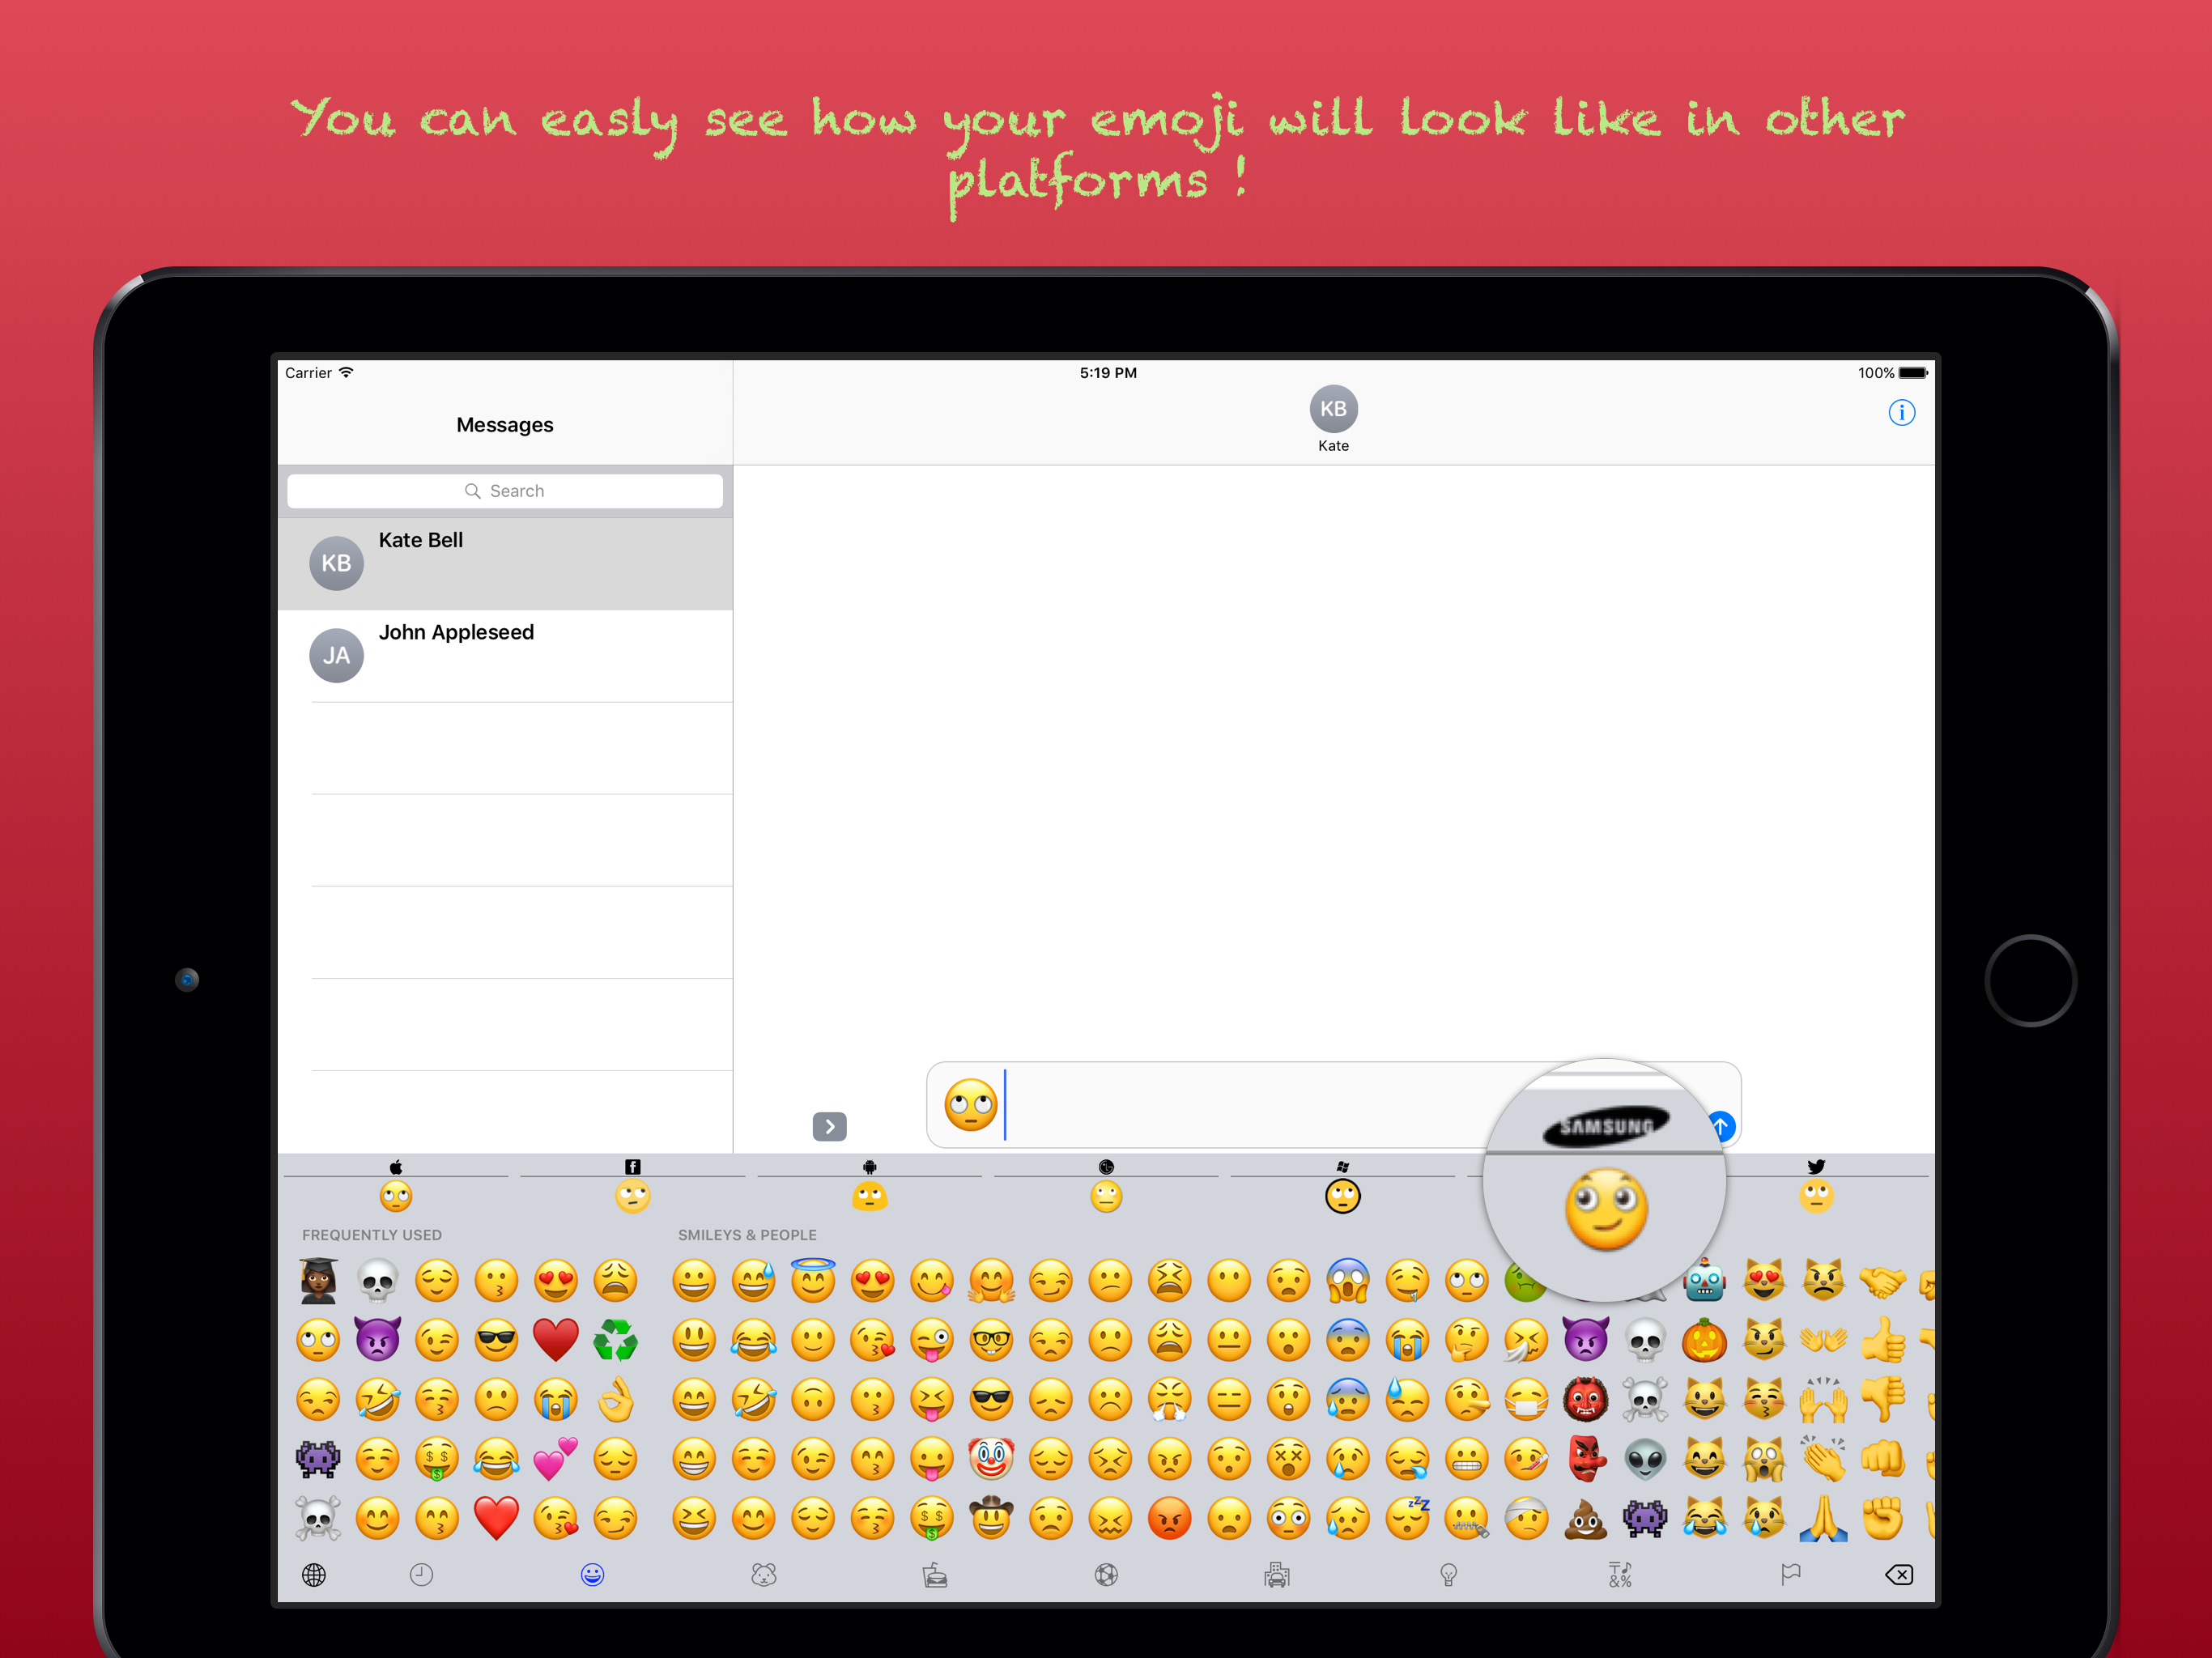 You can easly see how your emoji will look like in other
platforms !
Carrier
5:19 PM
100%
Messages
KB
Kate
Search
KB
Kate Bell
JA
John Appleseed
SAMSUNG
FREQUENTLY USED
SMILEYS & PEOPLE